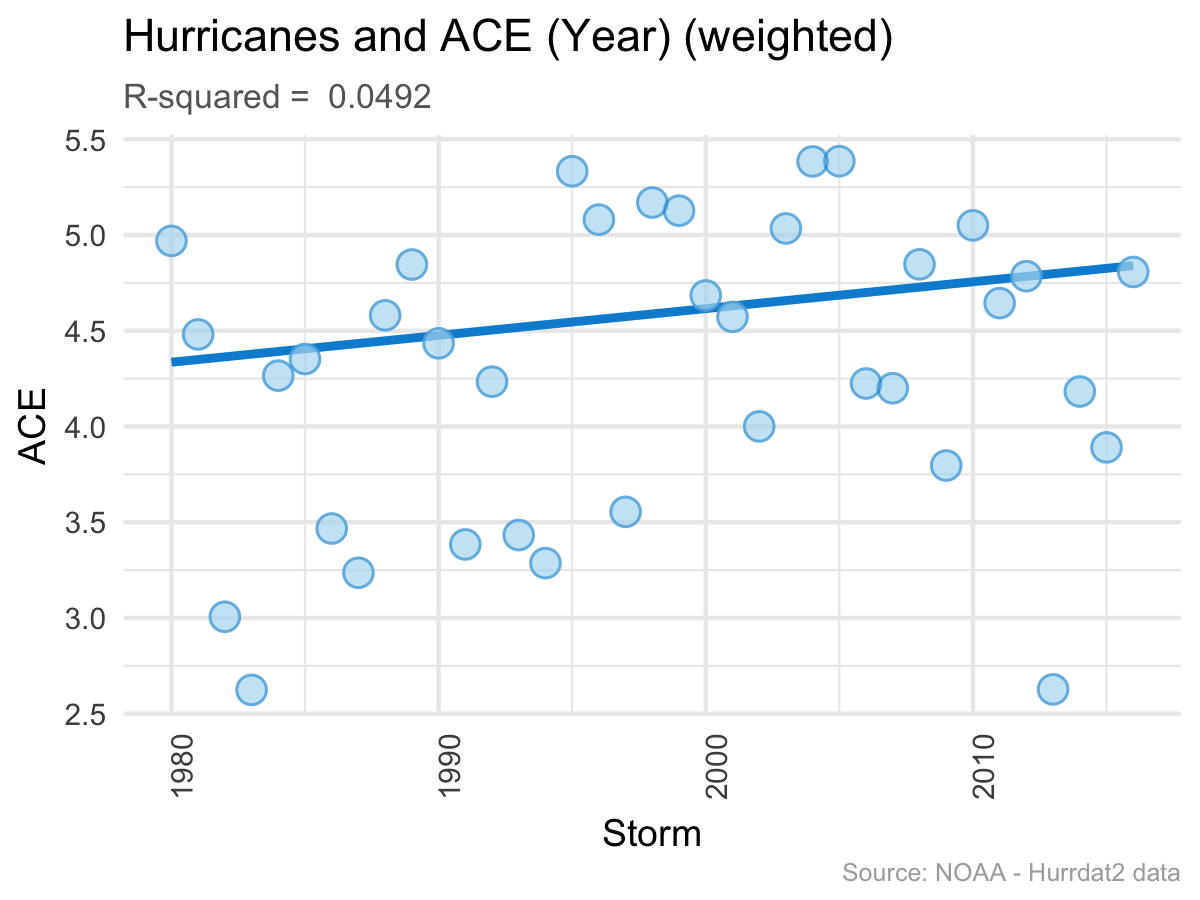 Hurricanes and ACE (Year) (weighted)
R-squared =  0.0492
5.5
5.0
4.5
4.0
3.5
3.0
2.5
ACE
1980
1990
2000
2010
Storm
Source: NOAA - Hurrdat2 data